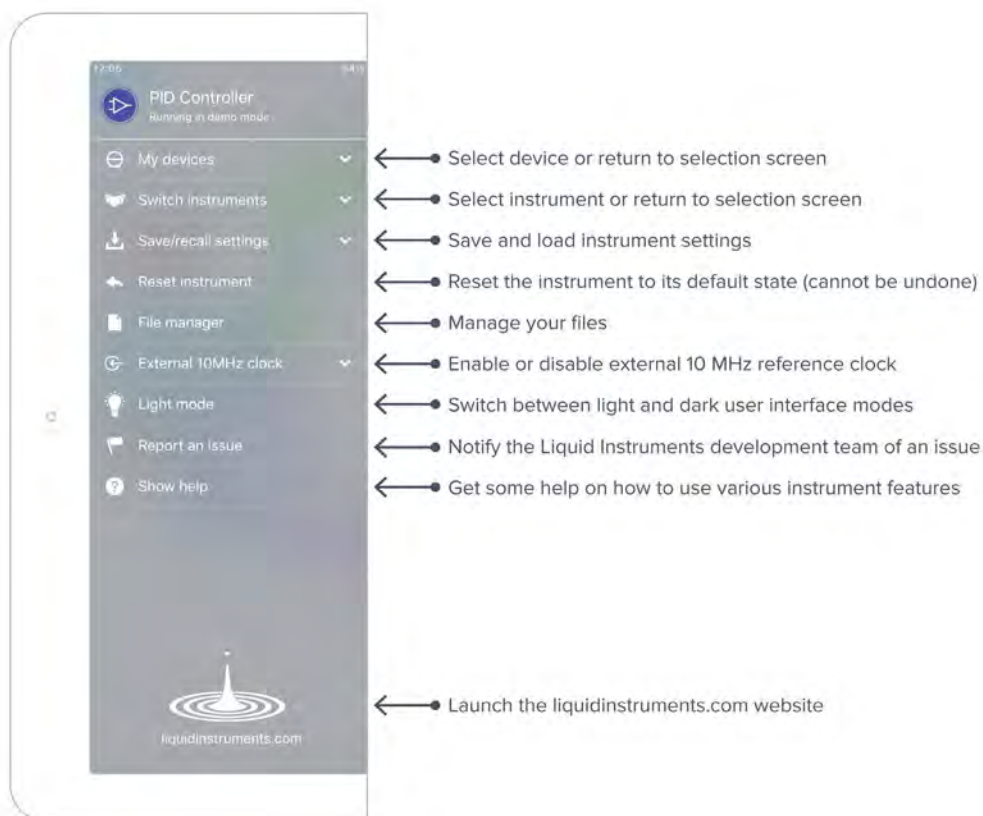 12:05
PID Controller
Running in demo mode
My devices
Select device or return to selection screen
Switch instruments
Select instrument or return to selection screen
Save/recall settings
Save and load instrument settings
Reset instrument
Reset the instrument to its default state (cannot be undone)
File manager
Manage your files
External 10MHz clock
Enable or disable external 10 MHz reference clock
Light mode
Switch between light and dark user interface modes
Report an issue
Notify the Liquid Instruments development team of an issue
Show help
Get some help on how to use various instrument features
Launch the liquidinstruments.com website
liquidinstruments.com